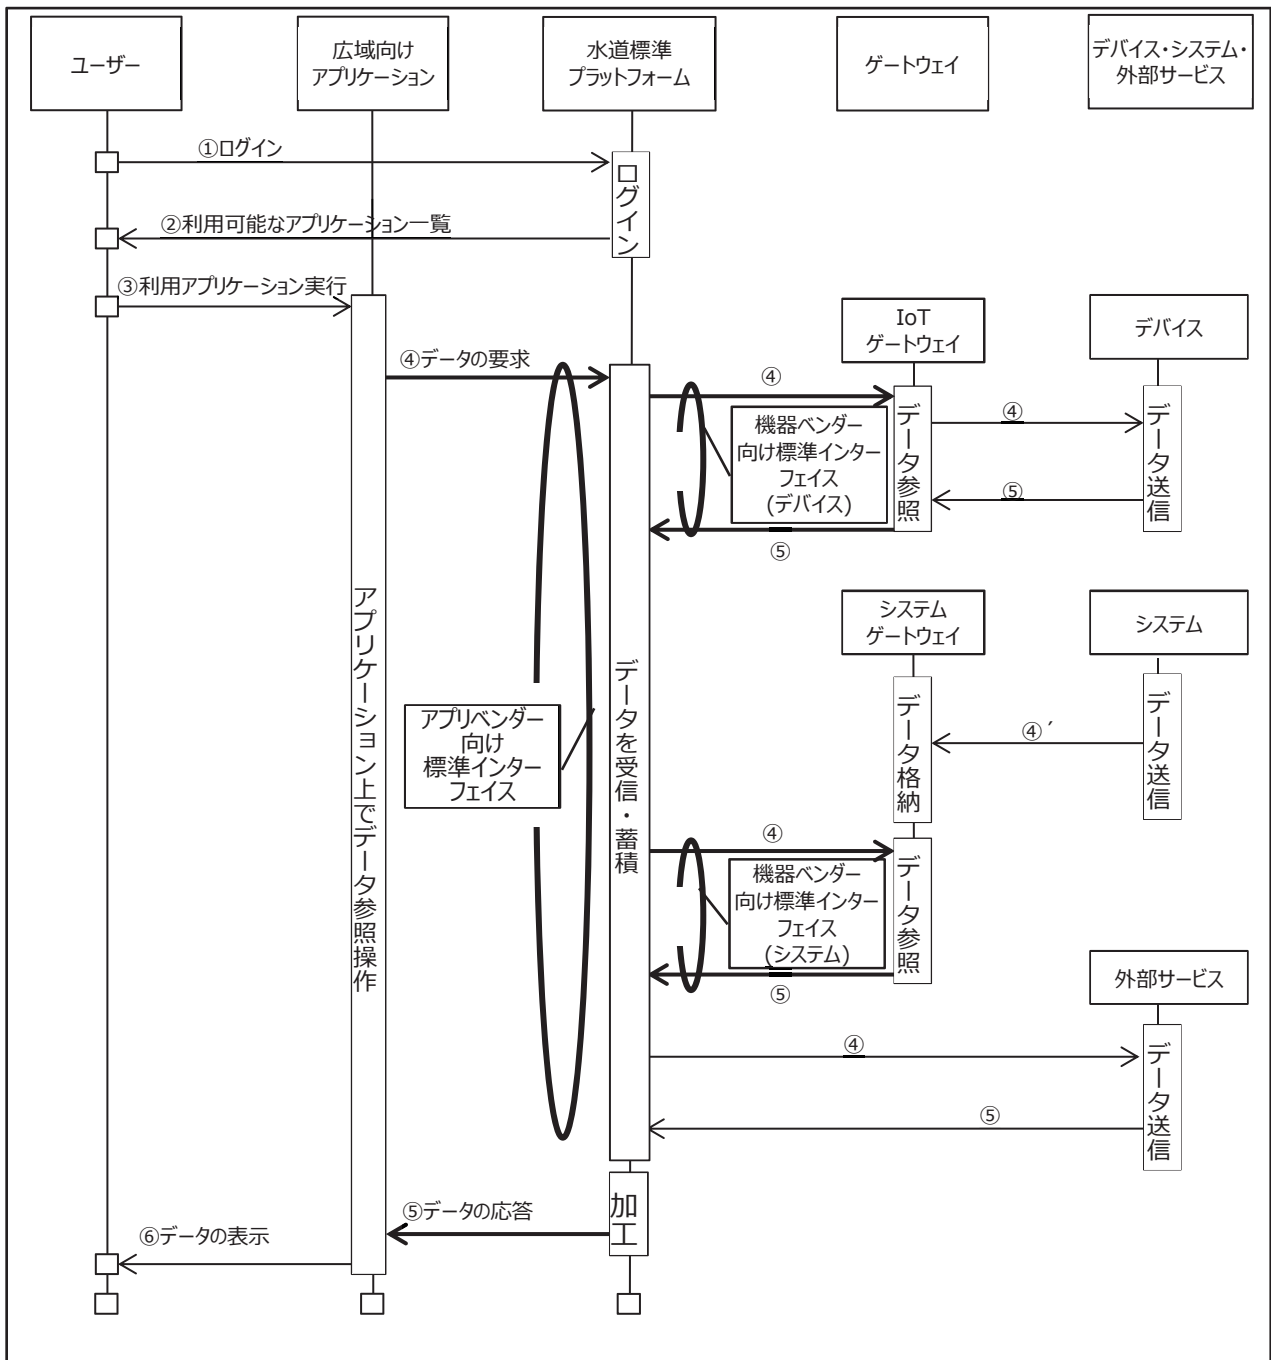 ユーザー
広域向け
アプリケーション
水道標準
プラットフォーム
ゲートウェイ
デバイス・システム・
外部サービス
①ログイン
ログイン
②利用可能なアプリケーション一覧
③利用アプリケーション実行
IoT
ゲートウェイ
デバイス
④データの要求
④
④
機器ベンダー
向け標準インター
フェイス
(デバイス)
データ参照
データ送信
⑤
⑤
アプリケーション上でデータ参照操作
システム
ゲートウェイ
システム
データを受信・蓄積
アプリベンダー
向け
標準インター
フェイス
データ格納
④´
データ送信
④
機器ベンダー
向け標準インター
フェイス
(システム)
データ参照
⑤
外部サービス
④
データ送信
⑤
加工
⑤データの応答
⑥データの表示